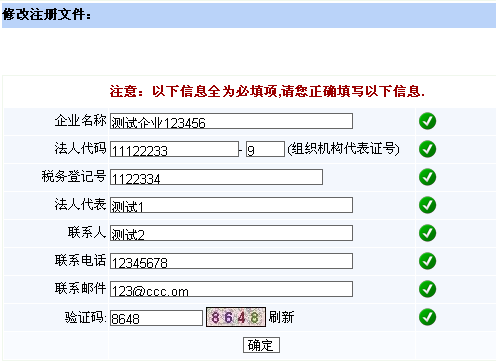 修改注册文件：
注意：以下信息全为必填项,请您正确填写以下信息.
企业名称 测试企业123456
法人代码 11122233 - 9 (组织机构代表证号)
税务登记号 1122334
法人代表 测试1
联系人 测试2
联系电话 12345678
联系邮件 123@ccc.om
验证码: 8648 8648 刷新
确定